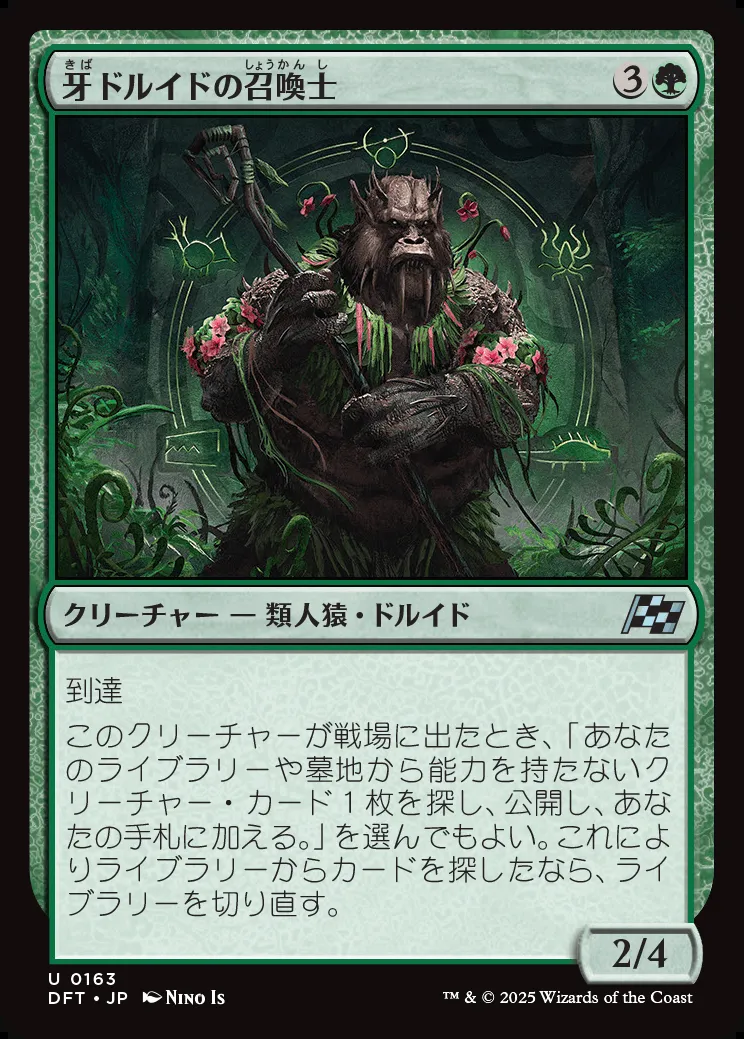 きば しょうかん し
牙ドルイドの召喚士 3
クリーチャー — 類人猿・ドルイド
到達
このクリーチャーが戦場に出たとき、「あなた
のライブラリーや墓地から能力を持たないク
リーチャー・カード1枚を探し、公開し、あな
たの手札に加える。」を選んでもよい。これによ
りライブラリーからカードを探したなら、ライ
ブラリーを切り直す。
2/4
U 0163
DFT • JP Nino Is
™ & © 2025 Wizards of the Coast